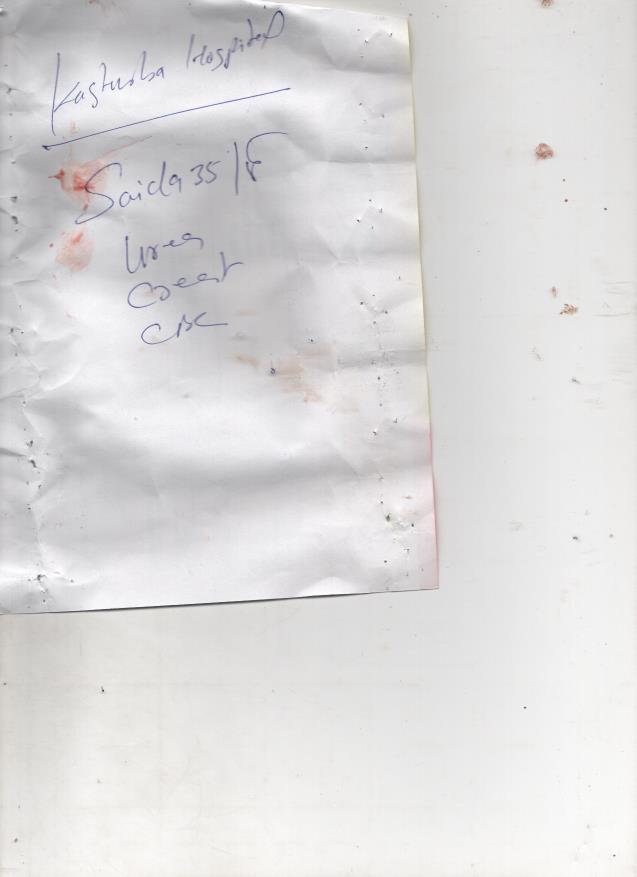 Kasturba Hospital
Saida 35/F
Urea
Creat
CBC